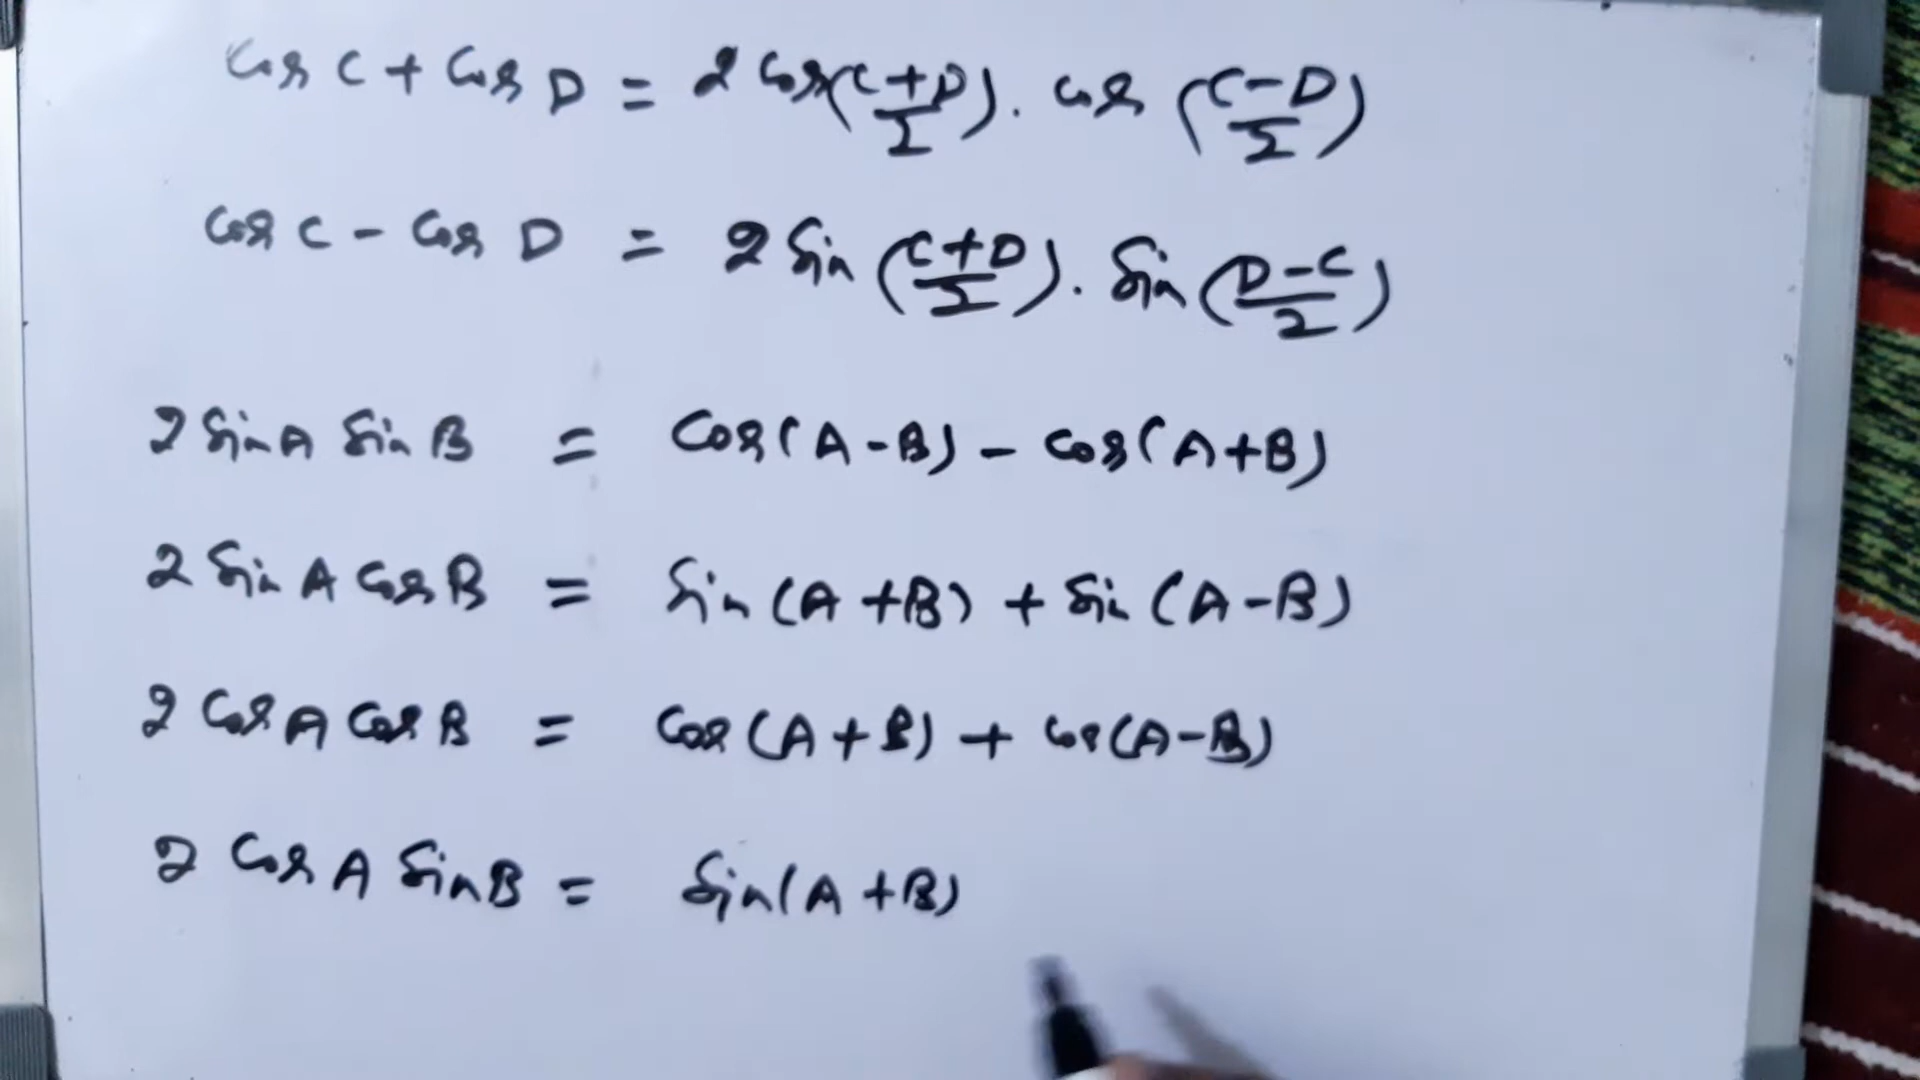 Cos C + Cos D = 2 Cos((C+D)/2). Cos ((C-D)/2)
Cos C - Cos D = 2 Sin ((C+D)/2). Sin ((D-C)/2)
2 Sin A Sin B = Cos(A-B) - Cos(A+B)
2 Sin A Cos B = Sin (A+B) + Sin (A-B)
2 Cos A Cos B = Cos (A+B) + Cos(A-B)
2 Cos A Sin B = Sin(A+B)